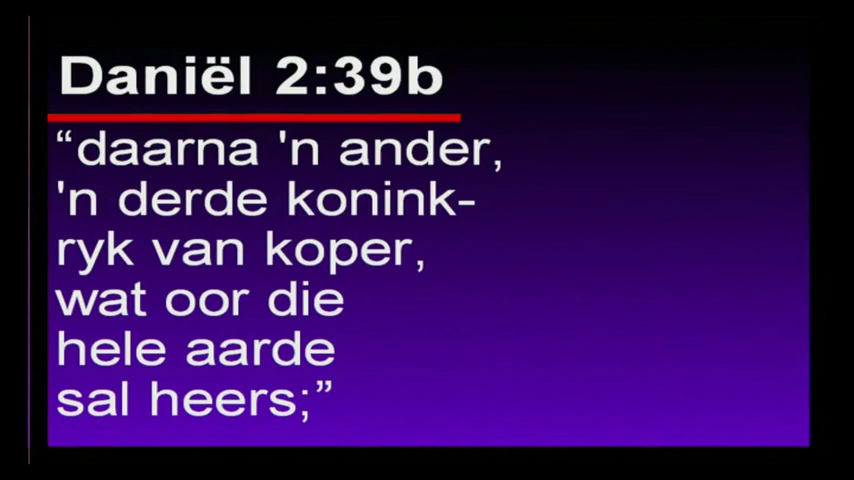 Daniël 2:39b
“daarna 'n ander,
'n derde konink-
ryk van koper,
wat oor die
hele aarde
sal heers;”